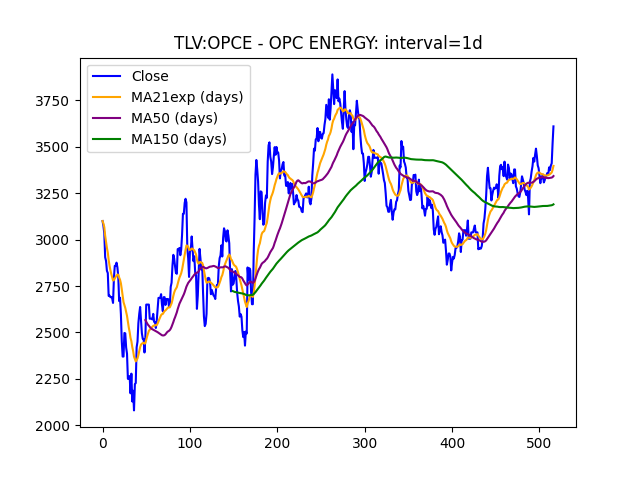 TLV:OPCE - OPC ENERGY: interval=1d
Close
MA21exp (days)
MA50 (days)
MA150 (days)
3750
3500
3250
3000
2750
2500
2250
2000
0 100 200 300 400 500